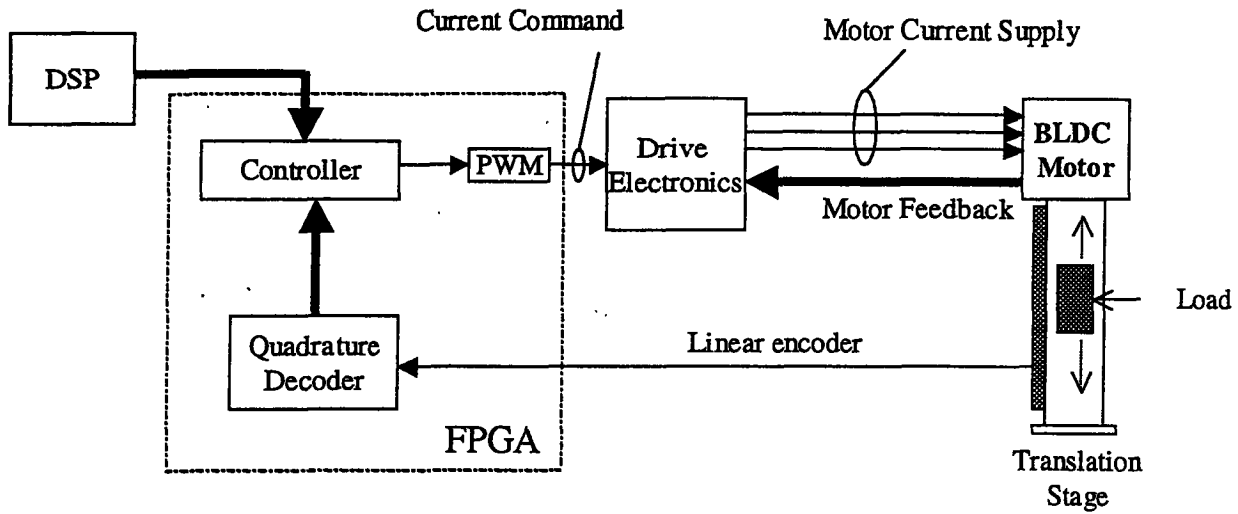 Current Command
Motor Current Supply
DSP
Controller
PWM
Drive
Electronics
BLDC
Motor
Motor Feedback
Load
Quadrature
Decoder
Linear encoder
FPGA
Translation
Stage